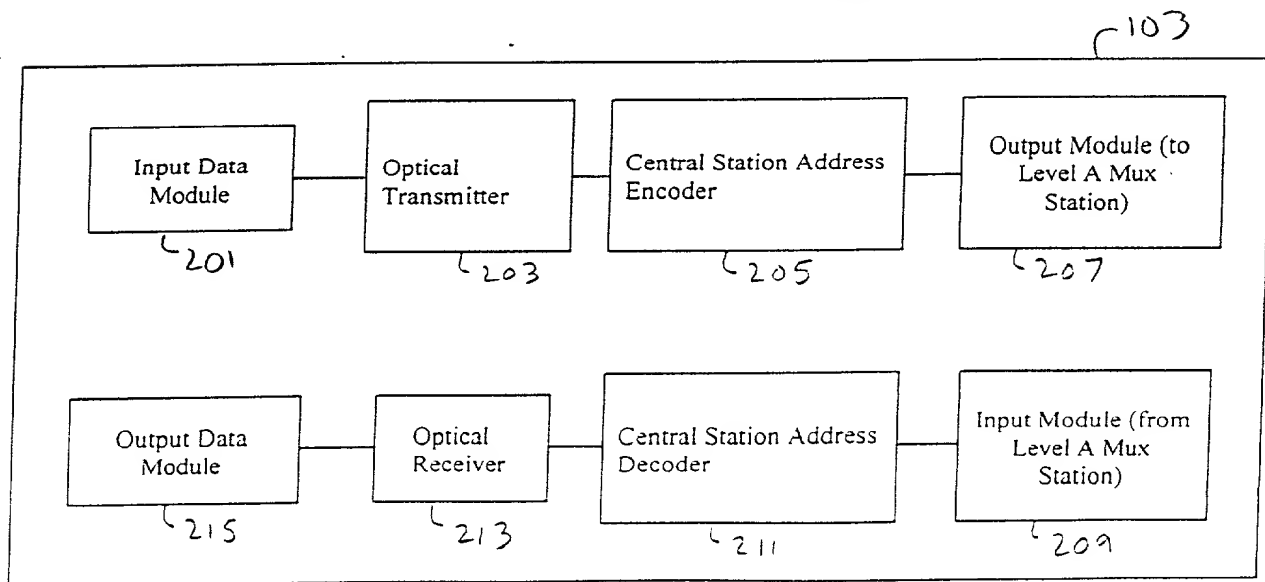 103
Input Data
Module
Optical
Transmitter
Central Station Address
Encoder
Output Module (to
Level A Mux
Station)
201
203
205
207
Output Data
Module
Optical
Receiver
Central Station Address
Decoder
Input Module (from
Level A Mux
Station)
215
213
211
209